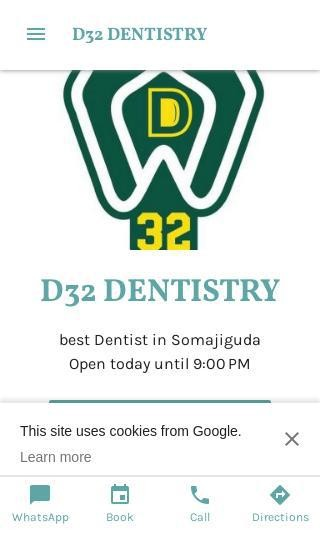 D32 DENTISTRY
D
32
D32 DENTISTRY
best Dentist in Somajiguda
Open today until 9:00 PM
This site uses cookies from Google.
Learn more
WhatsApp
Book
Call
Directions